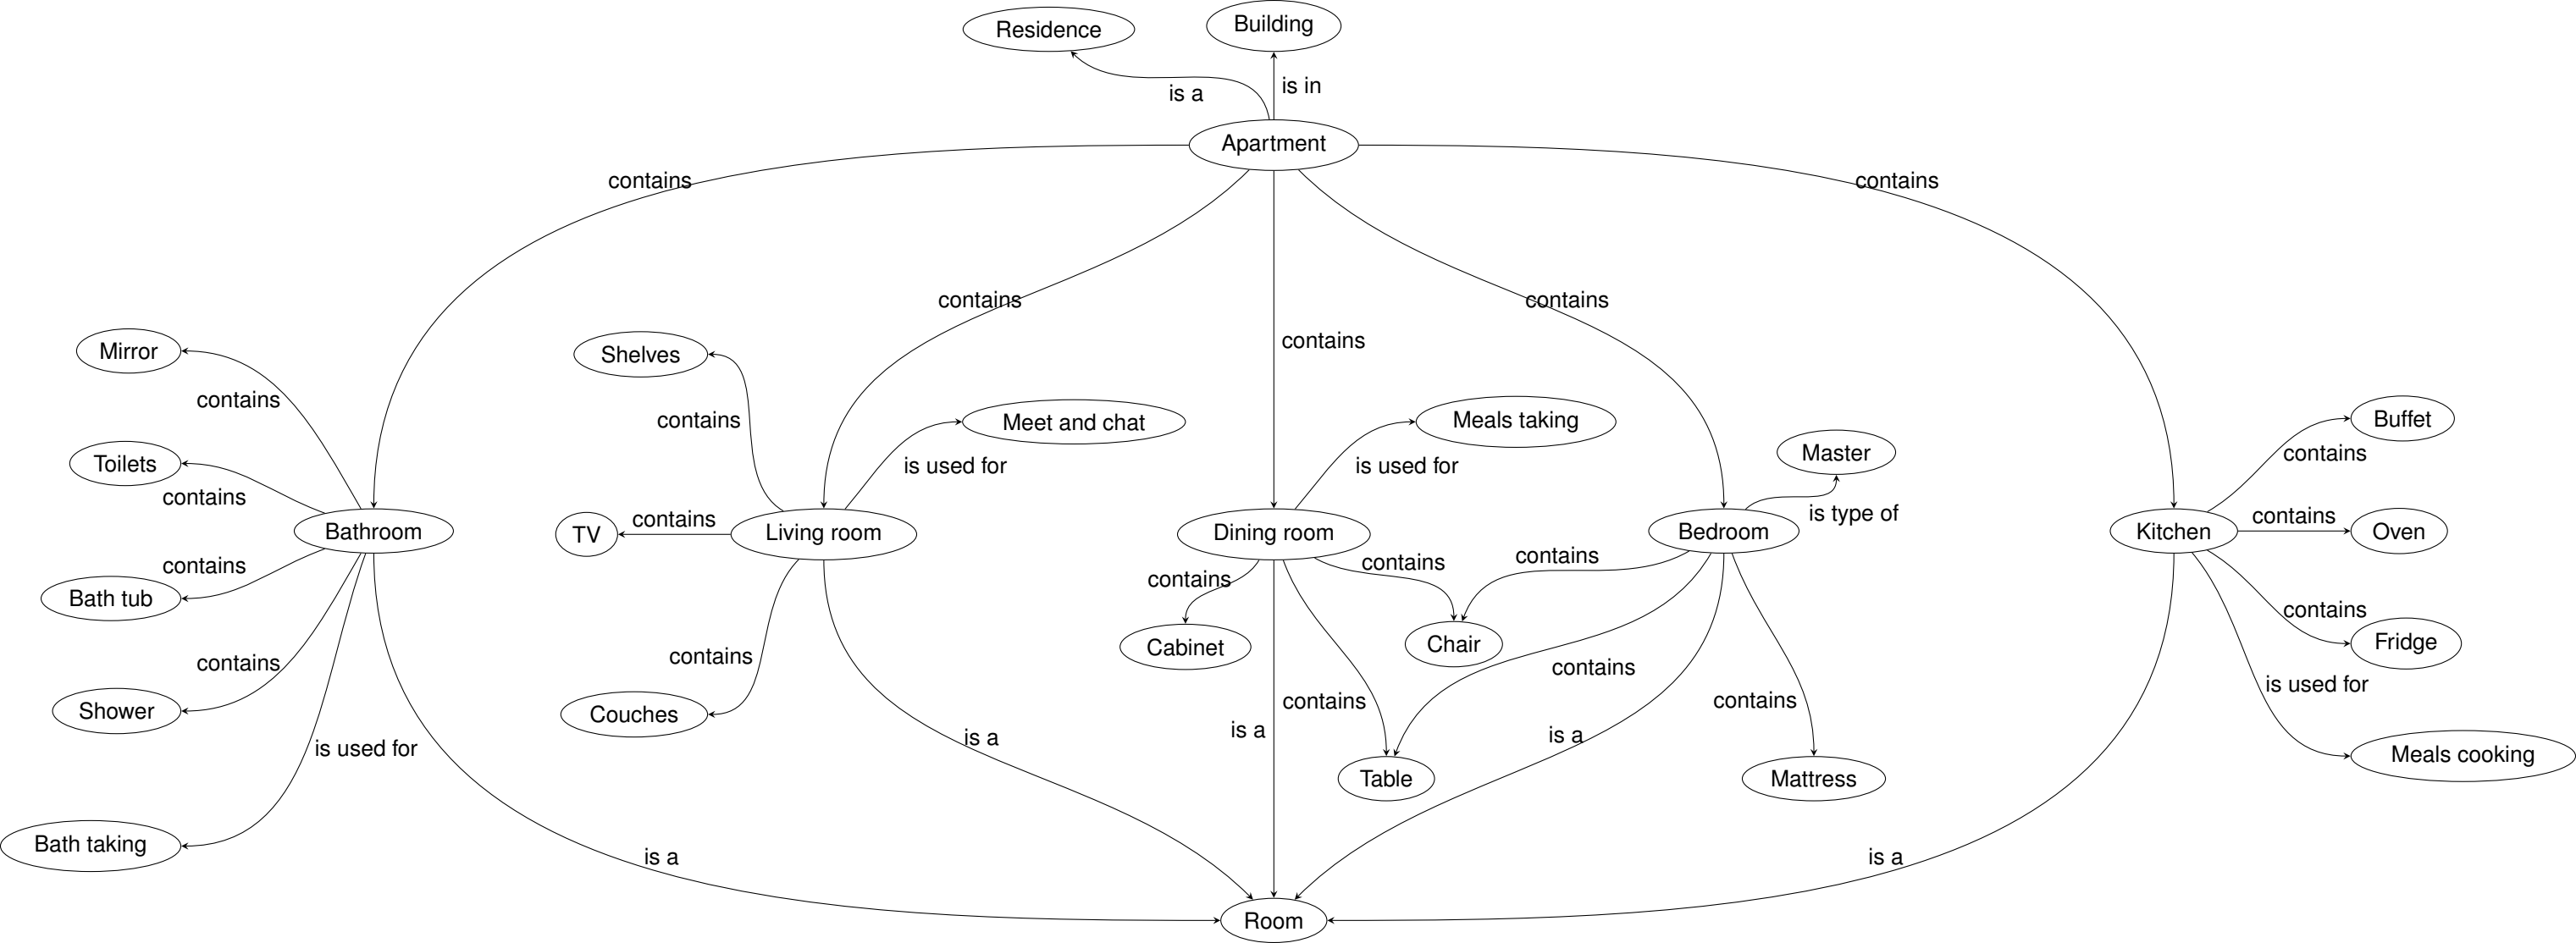 Residence
Building
is a
is in
Apartment
contains
contains
contains
contains
contains
Mirror
Shelves
contains
contains
Meet and chat
Meals taking
Buffet
Master
contains
Toilets
is used for
is used for
contains
contains
is type of
TV
contains
contains
Bathroom
Living room
Dining room
Bedroom
Kitchen
Oven
contains
contains
contains
contains
Bath tub
contains
Cabinet
Chair
Fridge
contains
contains
contains
is used for
Shower
Couches
contains
contains
is a
is a
is a
is used for
Table
Mattress
Meals cooking
Bath taking
is a
is a
Room